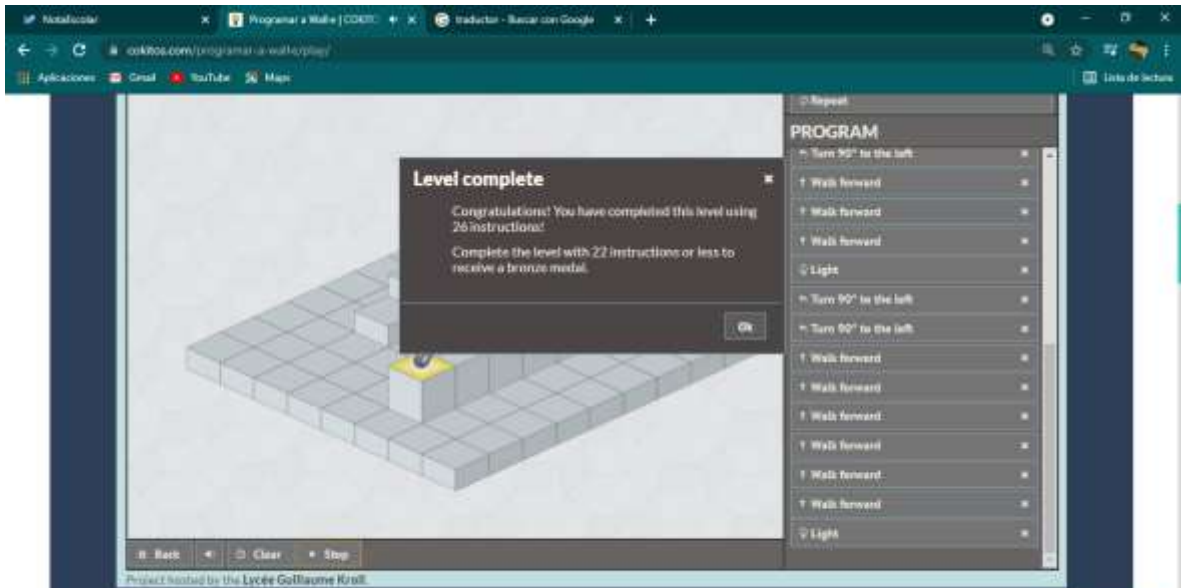 NotaEscolar
Programar a Wall-e | COKITO
traductor - Buscar con Google
cokitos.com/programar-a-wall-e/play/
Aplicaciones Gmail YouTube Maps Lista de lectura
Repeat
PROGRAM
Turn 90° to the left
Walk forward
Walk forward
Walk forward
Light
Turn 90° to the left
Turn 90° to the left
Walk forward
Walk forward
Walk forward
Walk forward
Walk forward
Walk forward
Light
Level complete
Congratulations! You have completed this level using
26 instructions!
Complete the level with 22 instructions or less to
receive a bronze medal.
Ok
Back Clear Stop
Project hosted by the Lycée Guillaume Kroll.